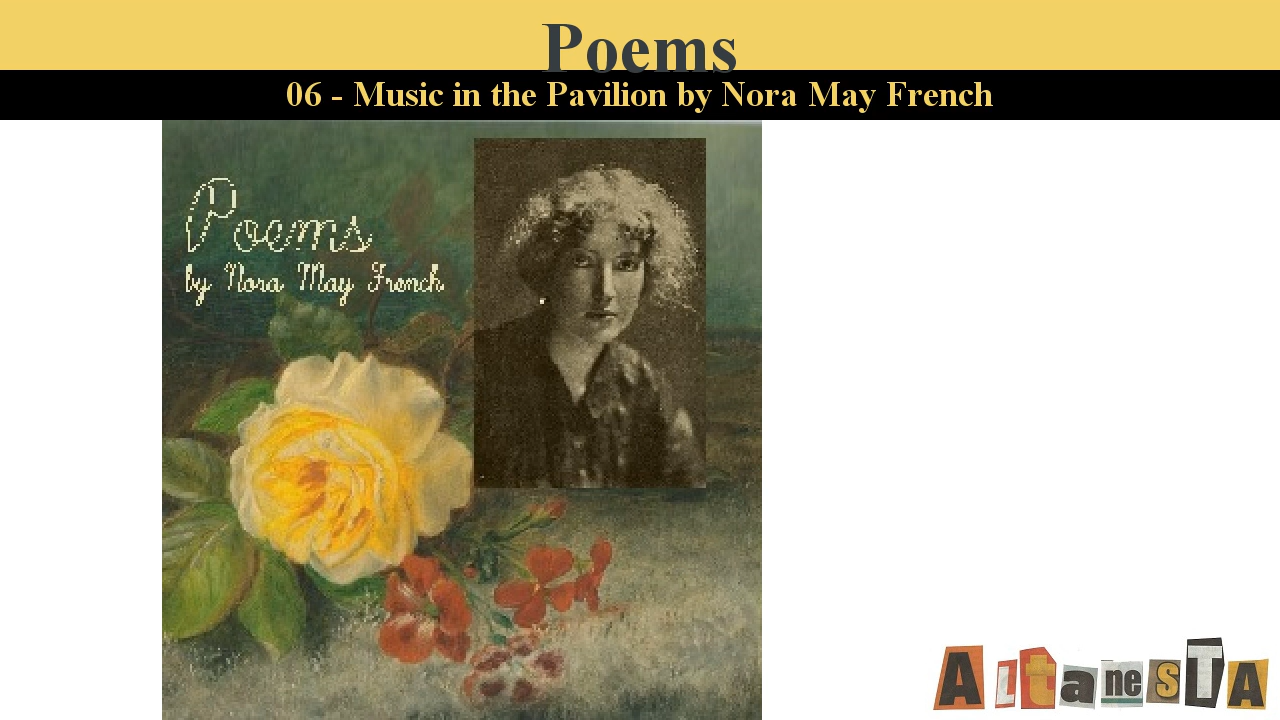 Poems
06 - Music in the Pavilion by Nora May French
Poems
by Nora May French
AltanesTA